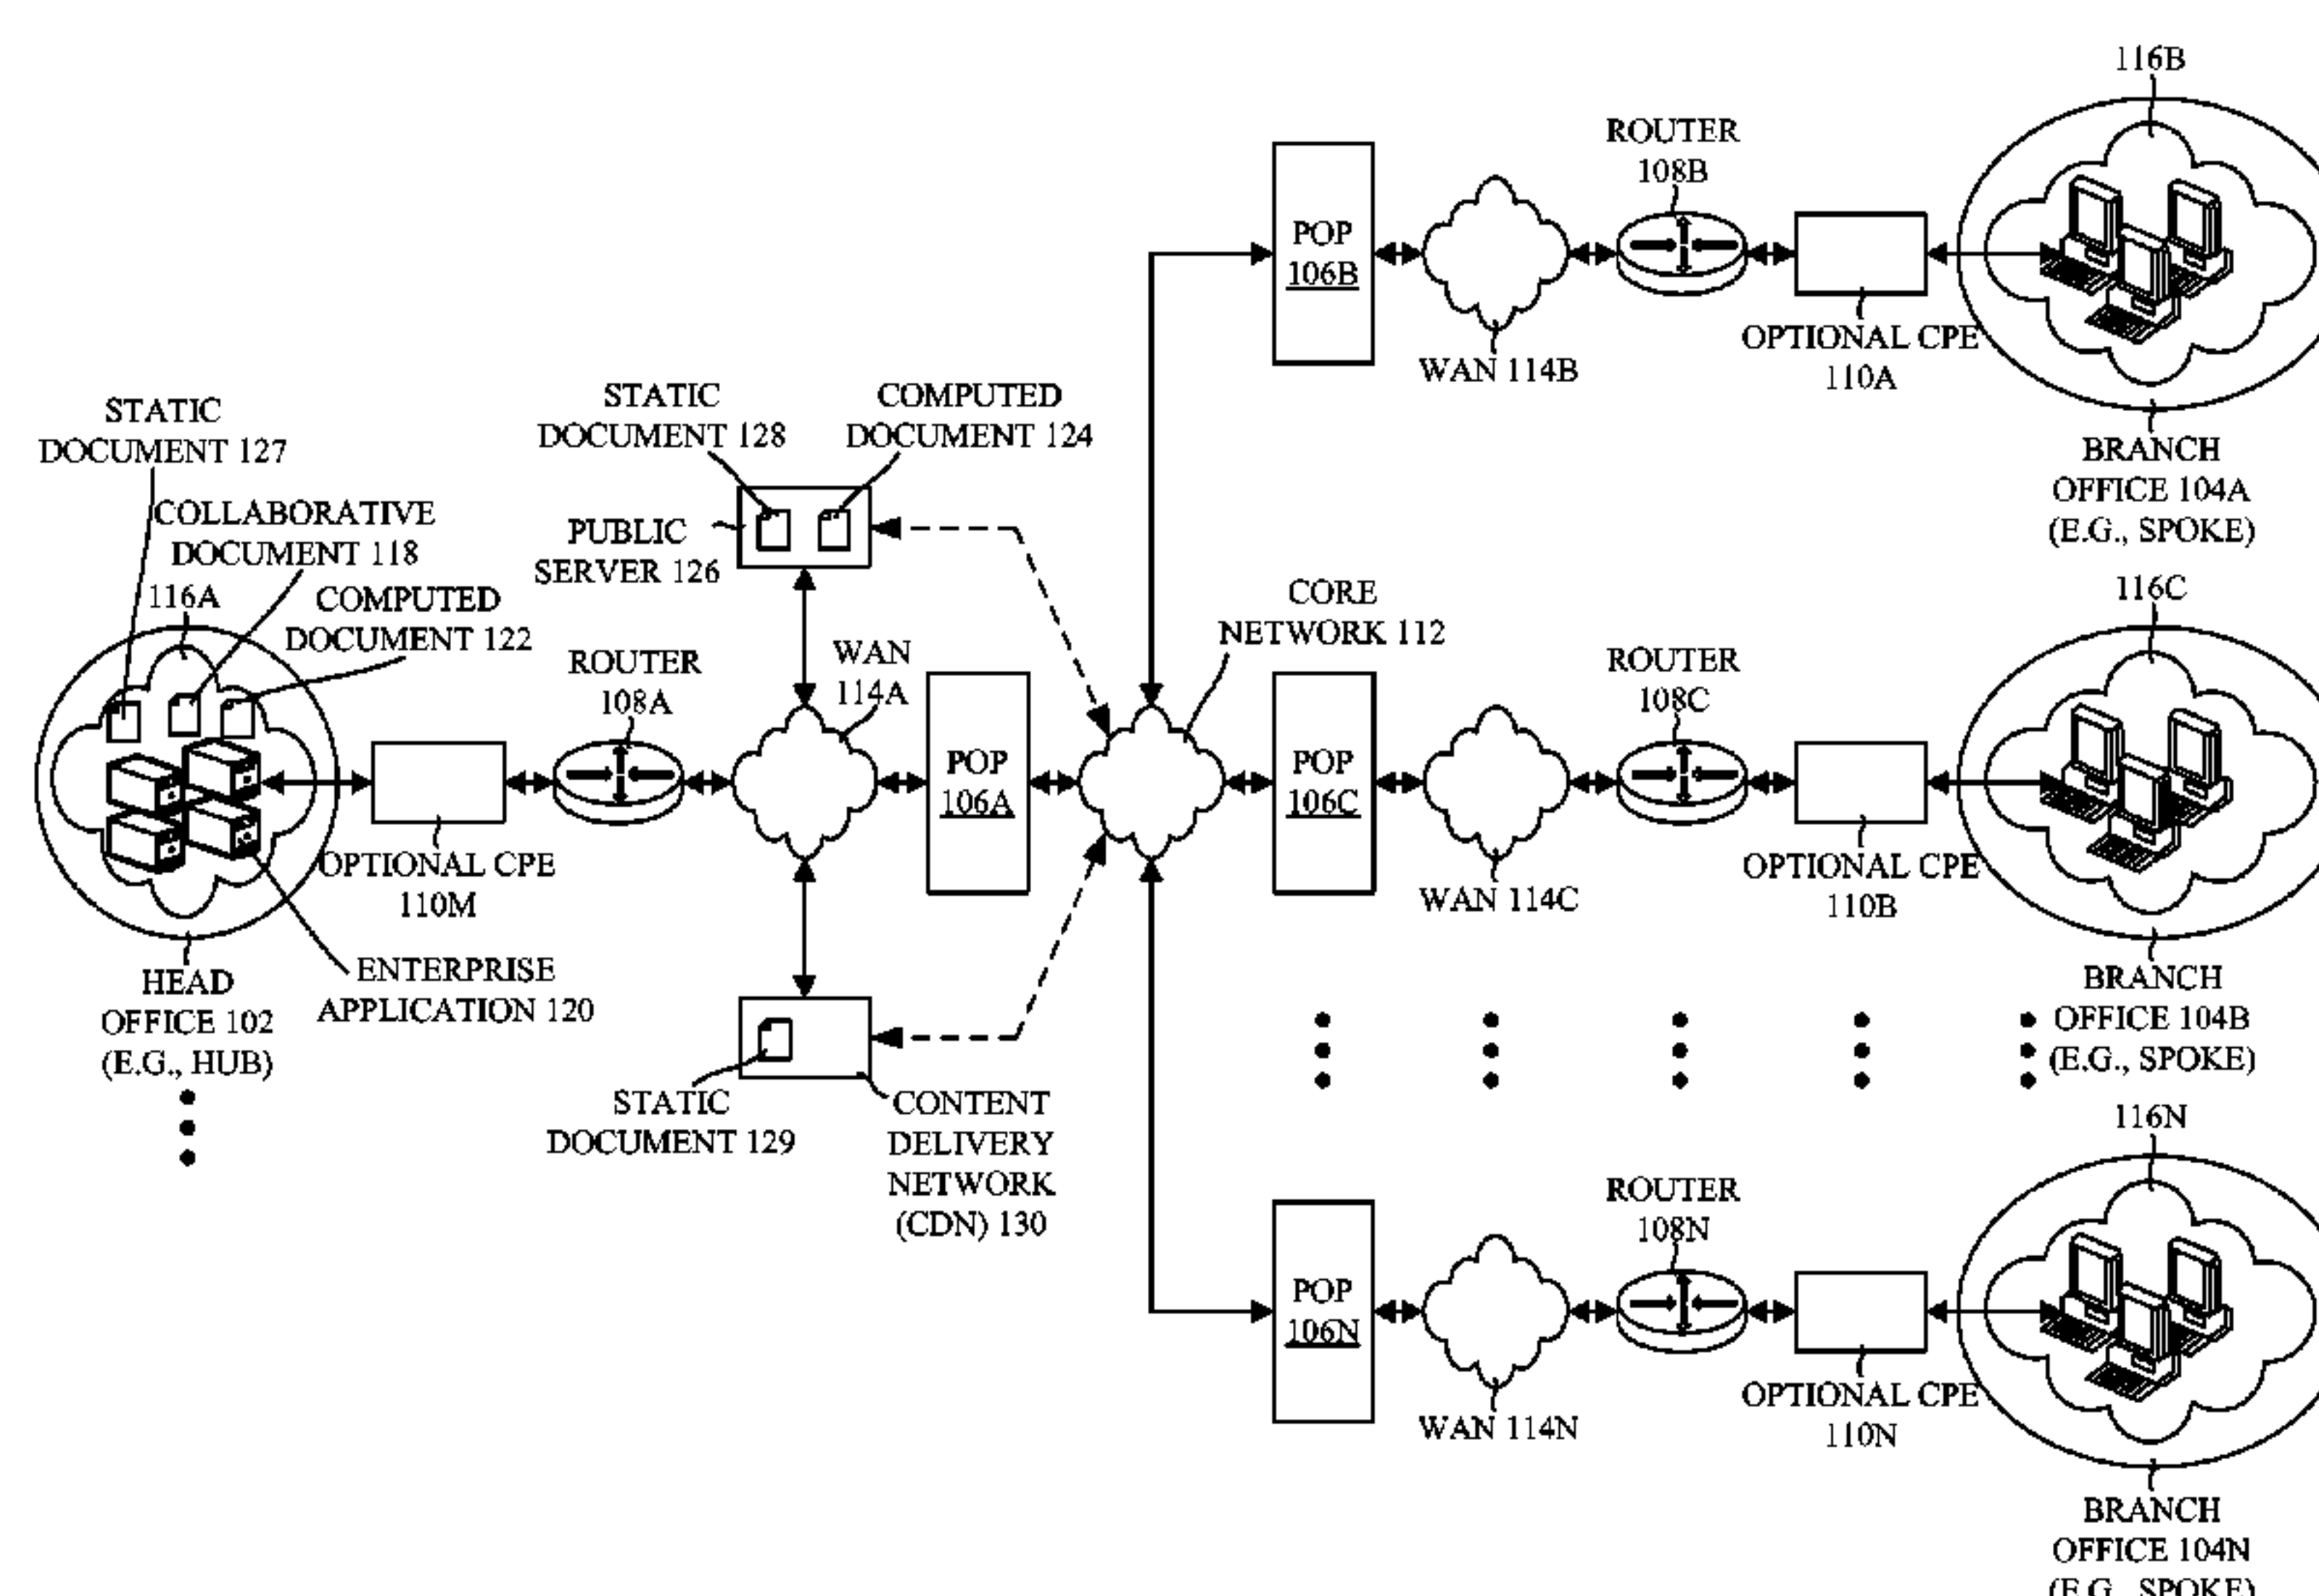 116B
ROUTER
108B
POP
106B
WAN 114B
OPTIONAL CPE
110A
BRANCH
OFFICE 104A
(E.G., SPOKE)
STATIC
DOCUMENT 127
COLLABORATIVE
DOCUMENT 118
116A
COMPUTED
DOCUMENT 122
STATIC
DOCUMENT 128
COMPUTED
DOCUMENT 124
PUBLIC
SERVER 126
ROUTER
108A
WAN
114A
POP
106A
OPTIONAL CPE
110M
ENTERPRISE
APPLICATION 120
HEAD
OFFICE 102
(E.G., HUB)
STATIC
DOCUMENT 129
CONTENT
DELIVERY
NETWORK
(CDN) 130
CORE
NETWORK 112
POP
106C
WAN 114C
ROUTER
108C
OPTIONAL CPE
110B
116C
BRANCH
OFFICE 104B
(E.G., SPOKE)
POP
106N
WAN 114N
ROUTER
108N
OPTIONAL CPE
110N
116N
BRANCH
OFFICE 104N
(E.G., SPOKE)